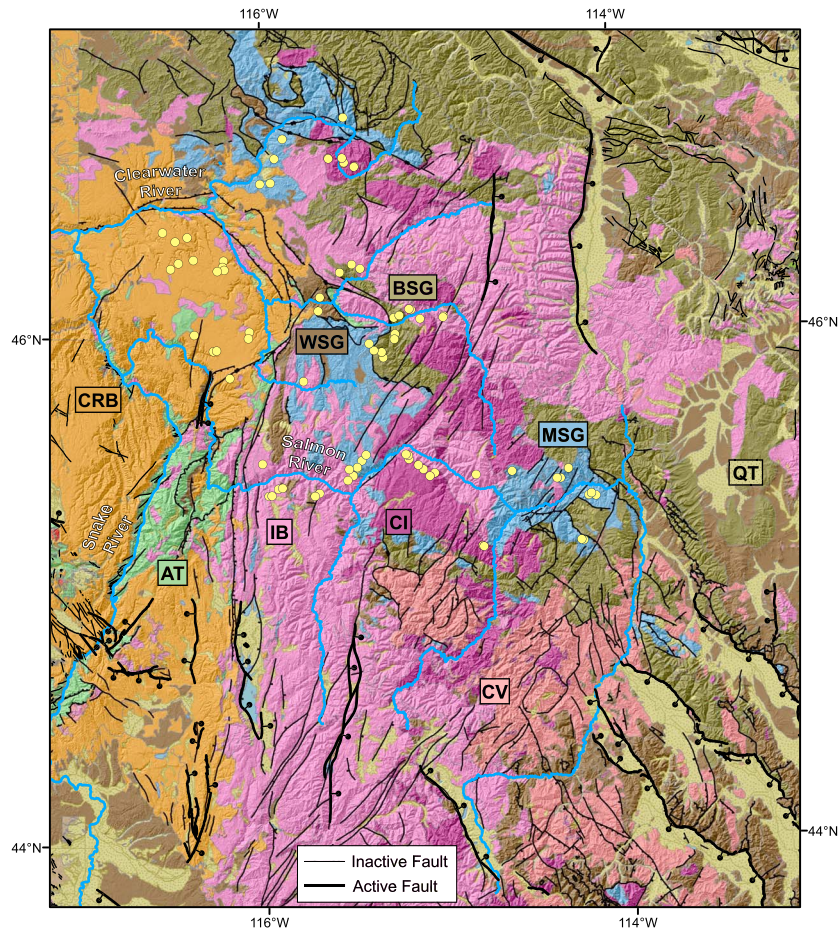 116°W
114°W
Clearwater
River
BSG
46°N
46°N
WSG
CRB
MSG
Salmon
River
QT
Snake
River
IB
CI
AT
CV
44°N
44°N
Inactive Fault
Active Fault
116°W
114°W